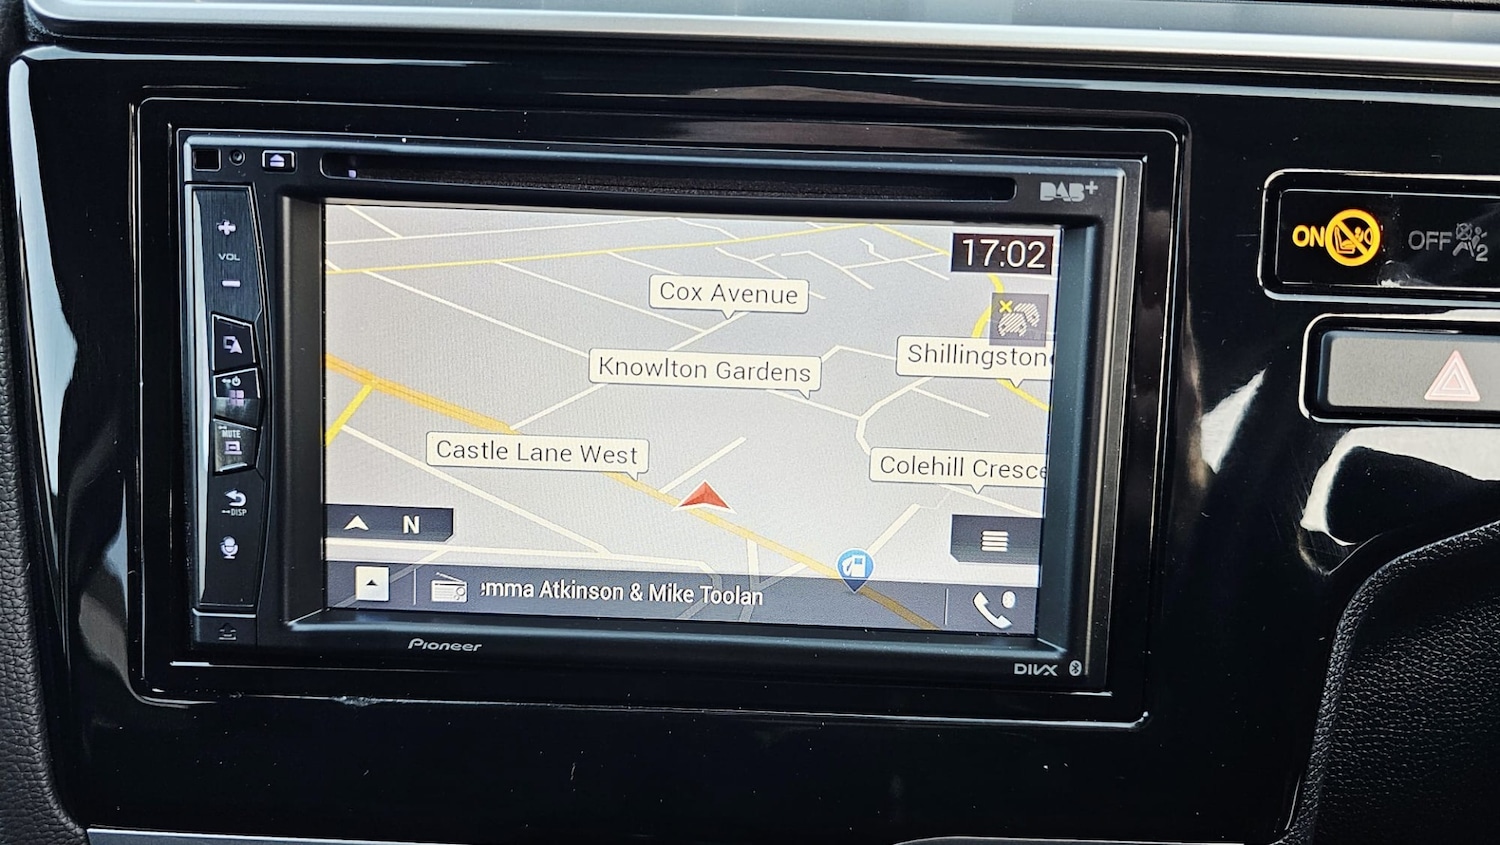 DAB+
VOL
17:02
Cox Avenue
Knowlton Gardens
Shillingston
ON
OFF
2
MUTE
Castle Lane West
Colehill Cresce
DISP
N
mma Atkinson & Mike Toolan
Pioneer
DIVX